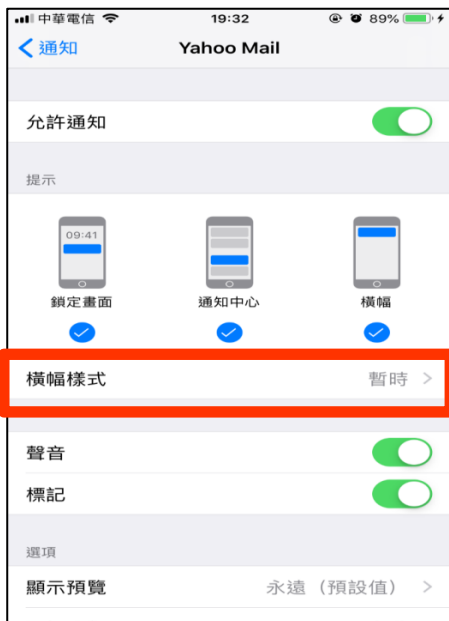 中華電信 19:32 89%
通知 Yahoo Mail
允許通知
提示
09:41
鎖定畫面 通知中心 橫幅
橫幅樣式 暫時
聲音
標記
選項
顯示預覽 永遠（預設值）